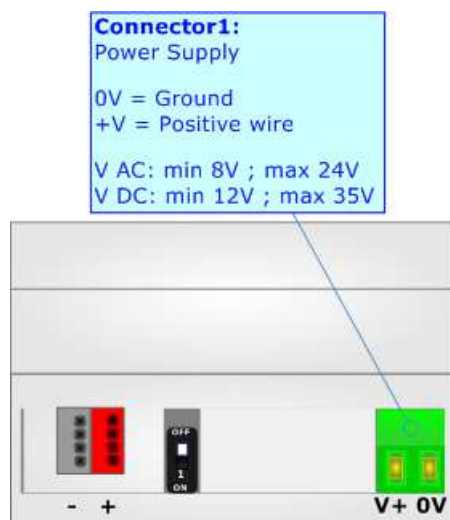 Connector1:
Power Supply
0V = Ground
+V = Positive wire
V AC: min 8V ; max 24V
V DC: min 12V ; max 35V
OFF
1
ON
- +
V+ 0V